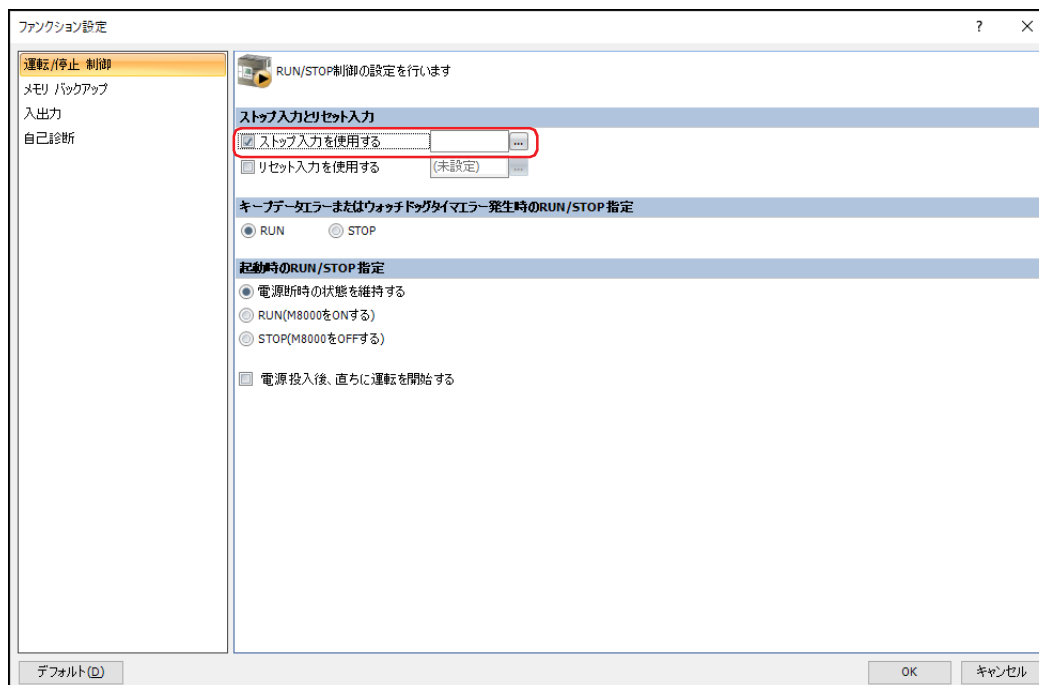 ファンクション設定
運転/停止 制御
メモリ バックアップ
入出力
自己診断
RUN/STOP制御の設定を行います
ストップ入力とリセット入力
ストップ入力を使用する ...
リセット入力を使用する (未設定) ...
キープデータエラーまたはウォッチドッグタイマエラー発生時のRUN/STOP指定
RUN STOP
起動時のRUN/STOP指定
電源断時の状態を維持する
RUN(M8000をONする)
STOP(M8000をOFFする)
電源投入後、直ちに運転を開始する
デフォルト(D) OK キャンセル